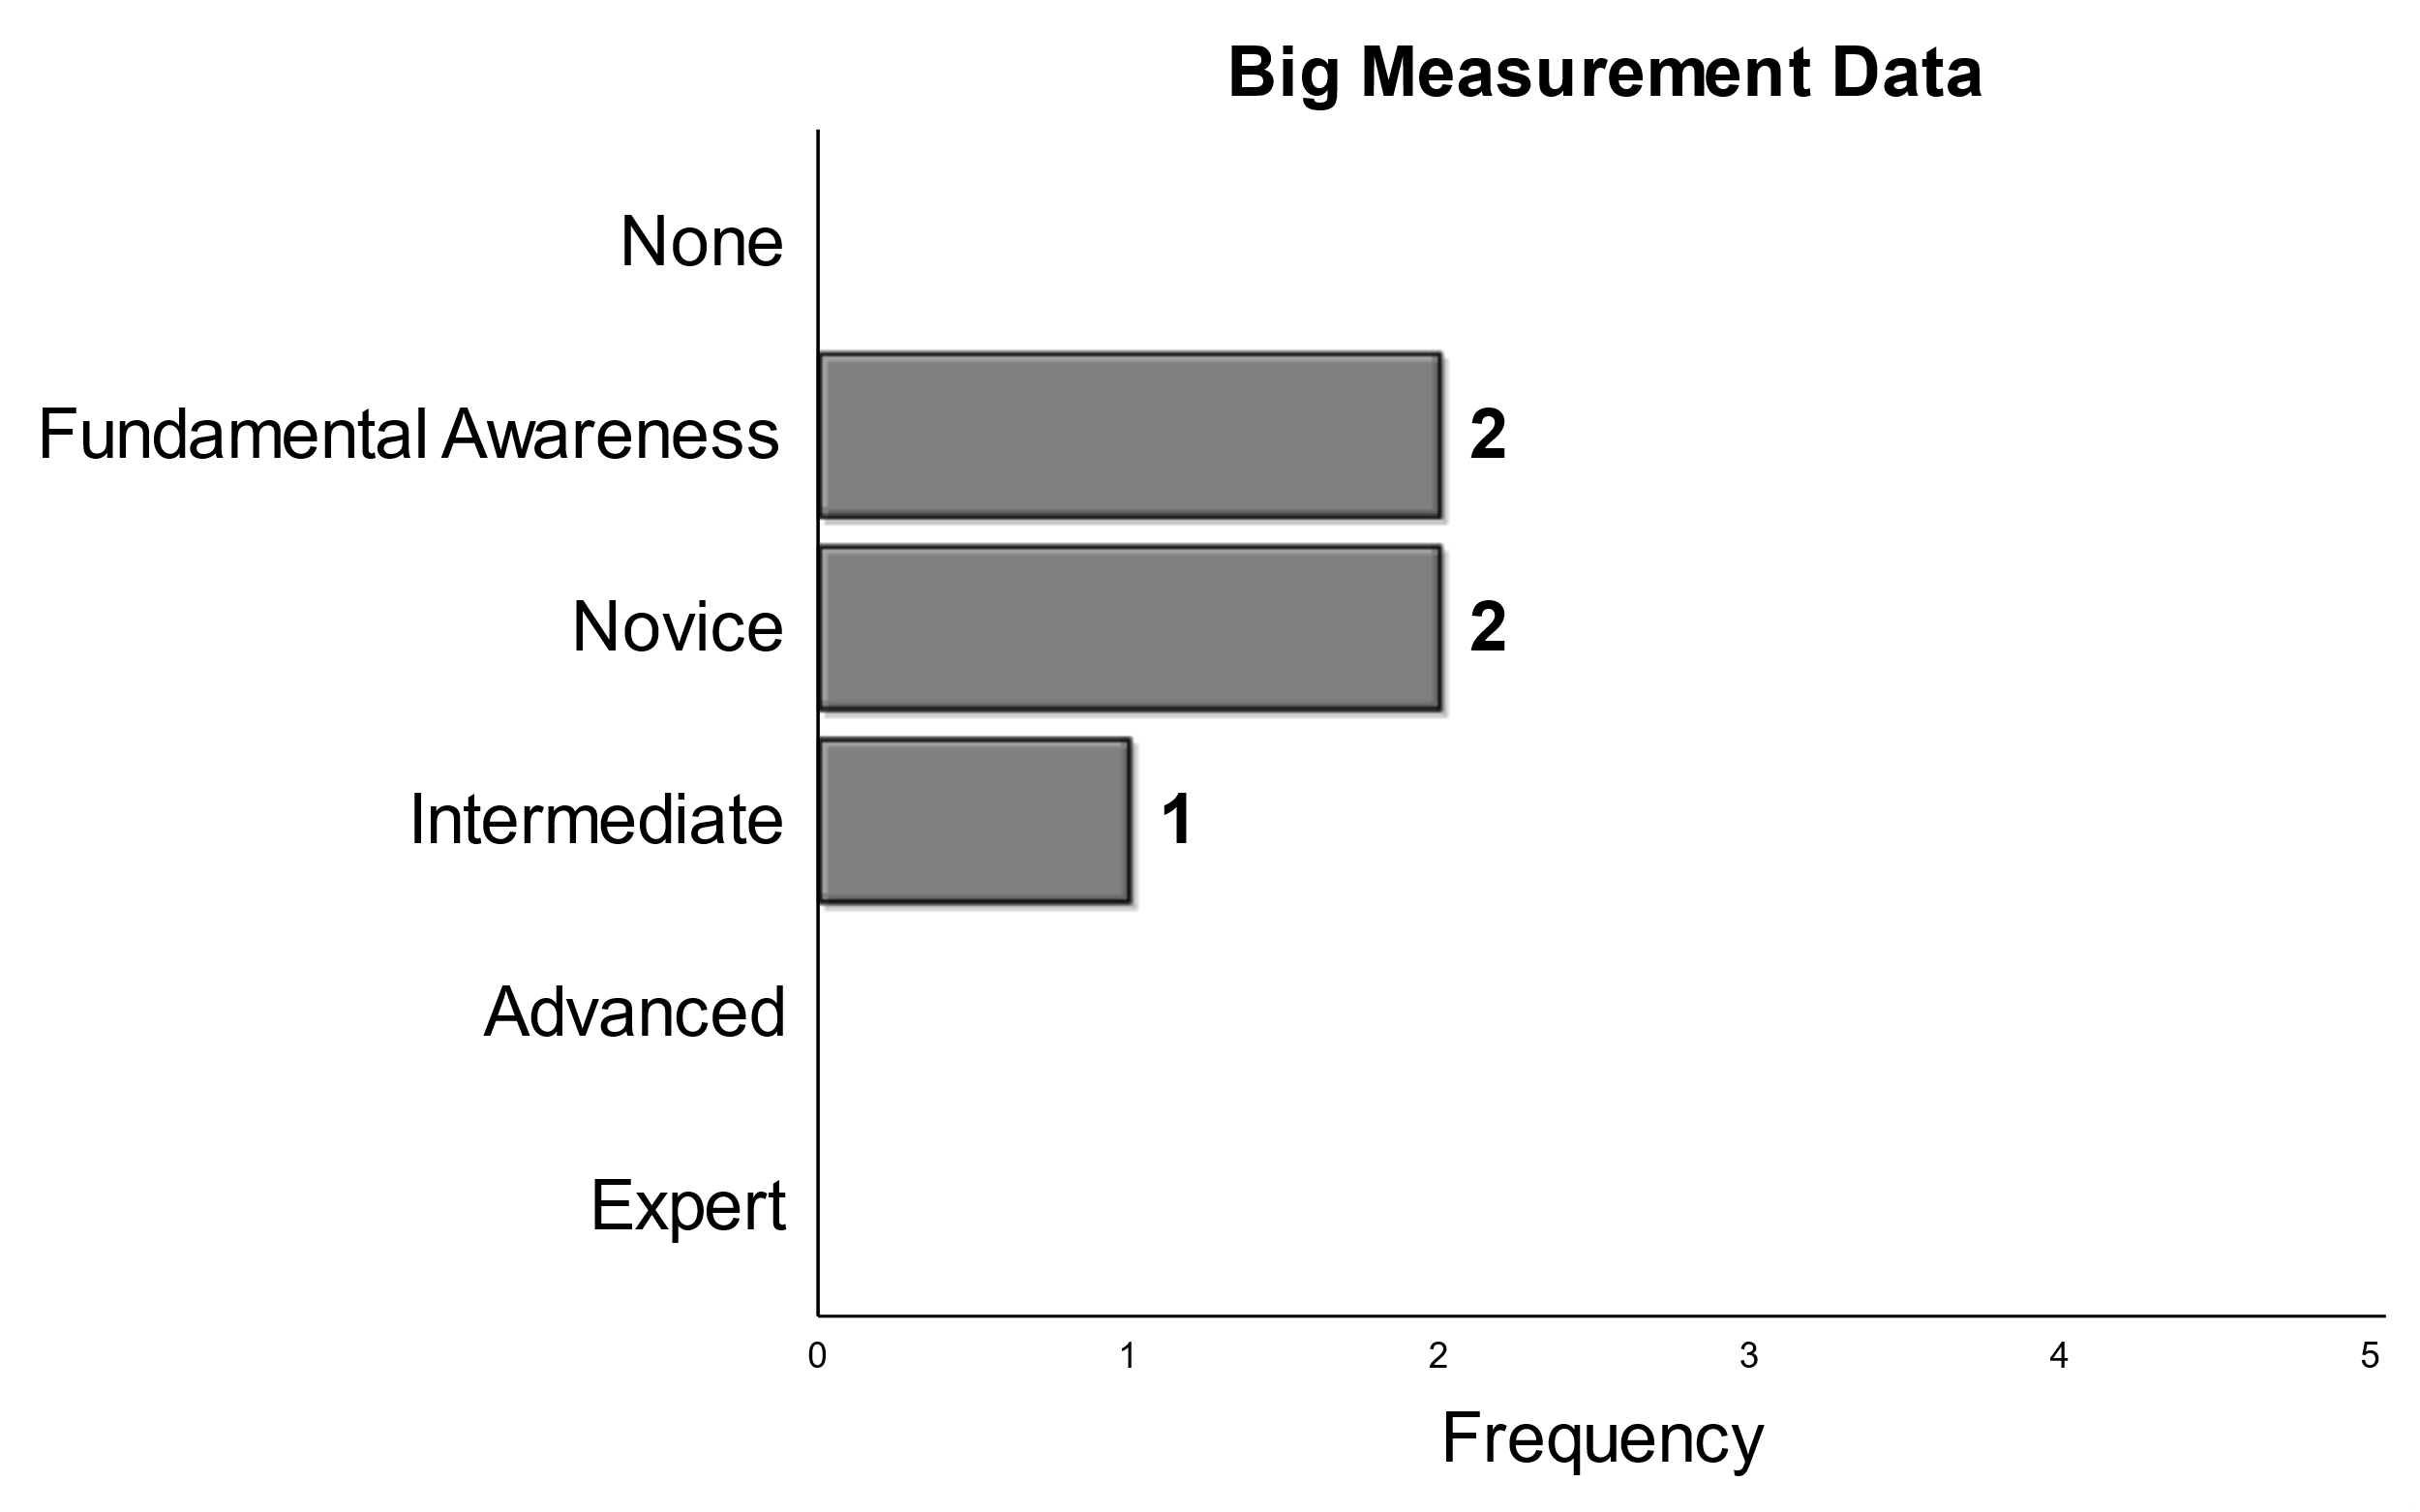 Big Measurement Data
None
Fundamental Awareness
2
Novice
2
Intermediate
1
Advanced
Expert
0 1 2 3 4 5
Frequency